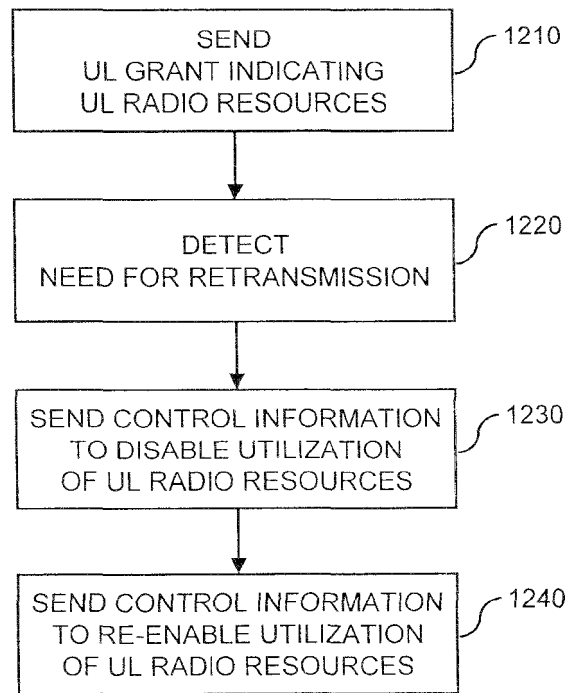 SEND
UL GRANT INDICATING
UL RADIO RESOURCES
1210
DETECT
NEED FOR RETRANSMISSION
1220
SEND CONTROL INFORMATION
TO DISABLE UTILIZATION
OF UL RADIO RESOURCES
1230
SEND CONTROL INFORMATION
TO RE-ENABLE UTILIZATION
OF UL RADIO RESOURCES
1240